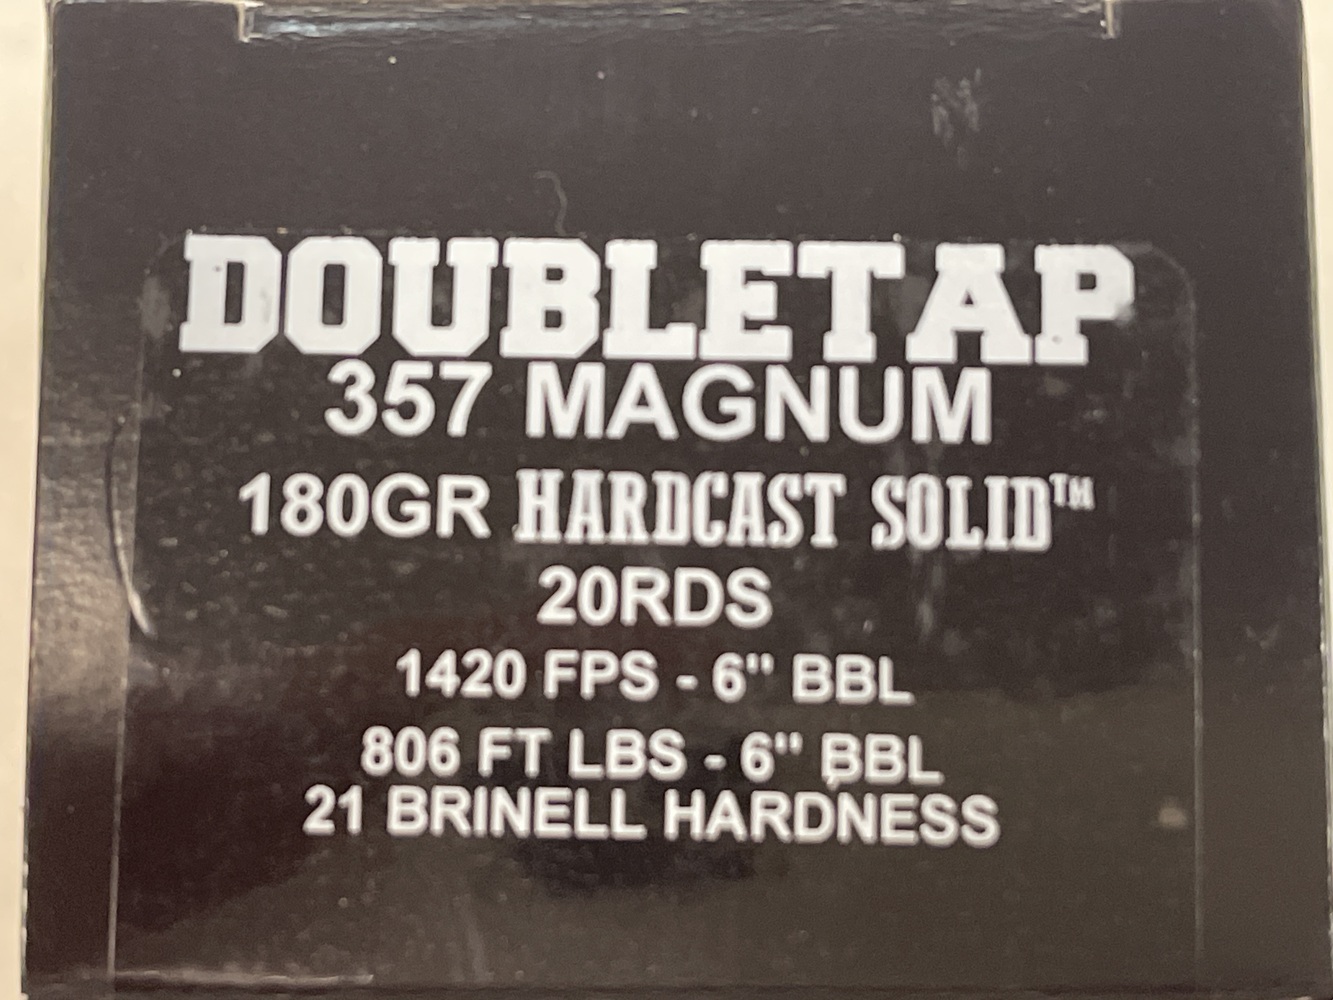 DOUBLETAP
357 MAGNUM
180GR HARDCAST SOLID™
20RDS
1420 FPS - 6" BBL
806 FT LBS - 6" BBL
21 BRINELL HARDNESS